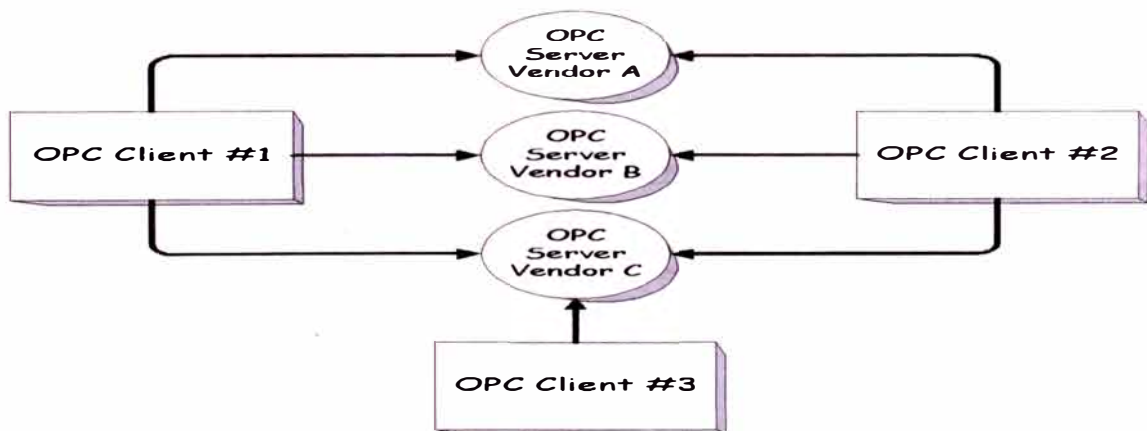 OPC
Server
Vendor A
OPC Client #1
OPC
Server
Vendor B
OPC Client #2
OPC
Server
Vendor C
OPC Client #3